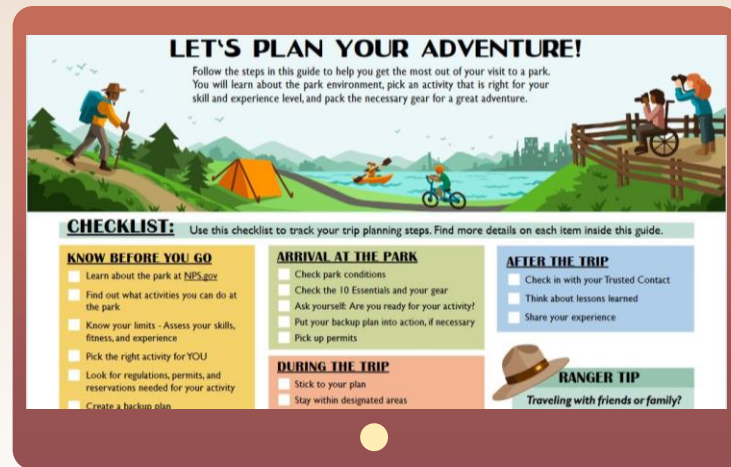 LET'S PLAN YOUR ADVENTURE!
Follow the steps in this guide to help you get the most out of your visit to a park.
You will learn about the park environment, pick an activity that is right for your
skill and experience level, and pack the necessary gear for a great adventure.
CHECKLIST: Use this checklist to track your trip planning steps. Find more details on each item inside this guide.
KNOW BEFORE YOU GO
Learn about the park at NPS.gov
Find out what activities you can do at
the park
Know your limits - Assess your skills,
fitness, and experience
Pick the right activity for YOU
Look for regulations, permits, and
reservations needed for your activity
Create a backup plan
ARRIVAL AT THE PARK
Check park conditions
Check the 10 Essentials and your gear
Ask yourself: Are you ready for your activity?
Put your backup plan into action, if necessary
Pick up permits
DURING THE TRIP
Stick to your plan
Stay within designated areas
AFTER THE TRIP
Check in with your Trusted Contact
Think about lessons learned
Share your experience
RANGER TIP
Traveling with friends or family?